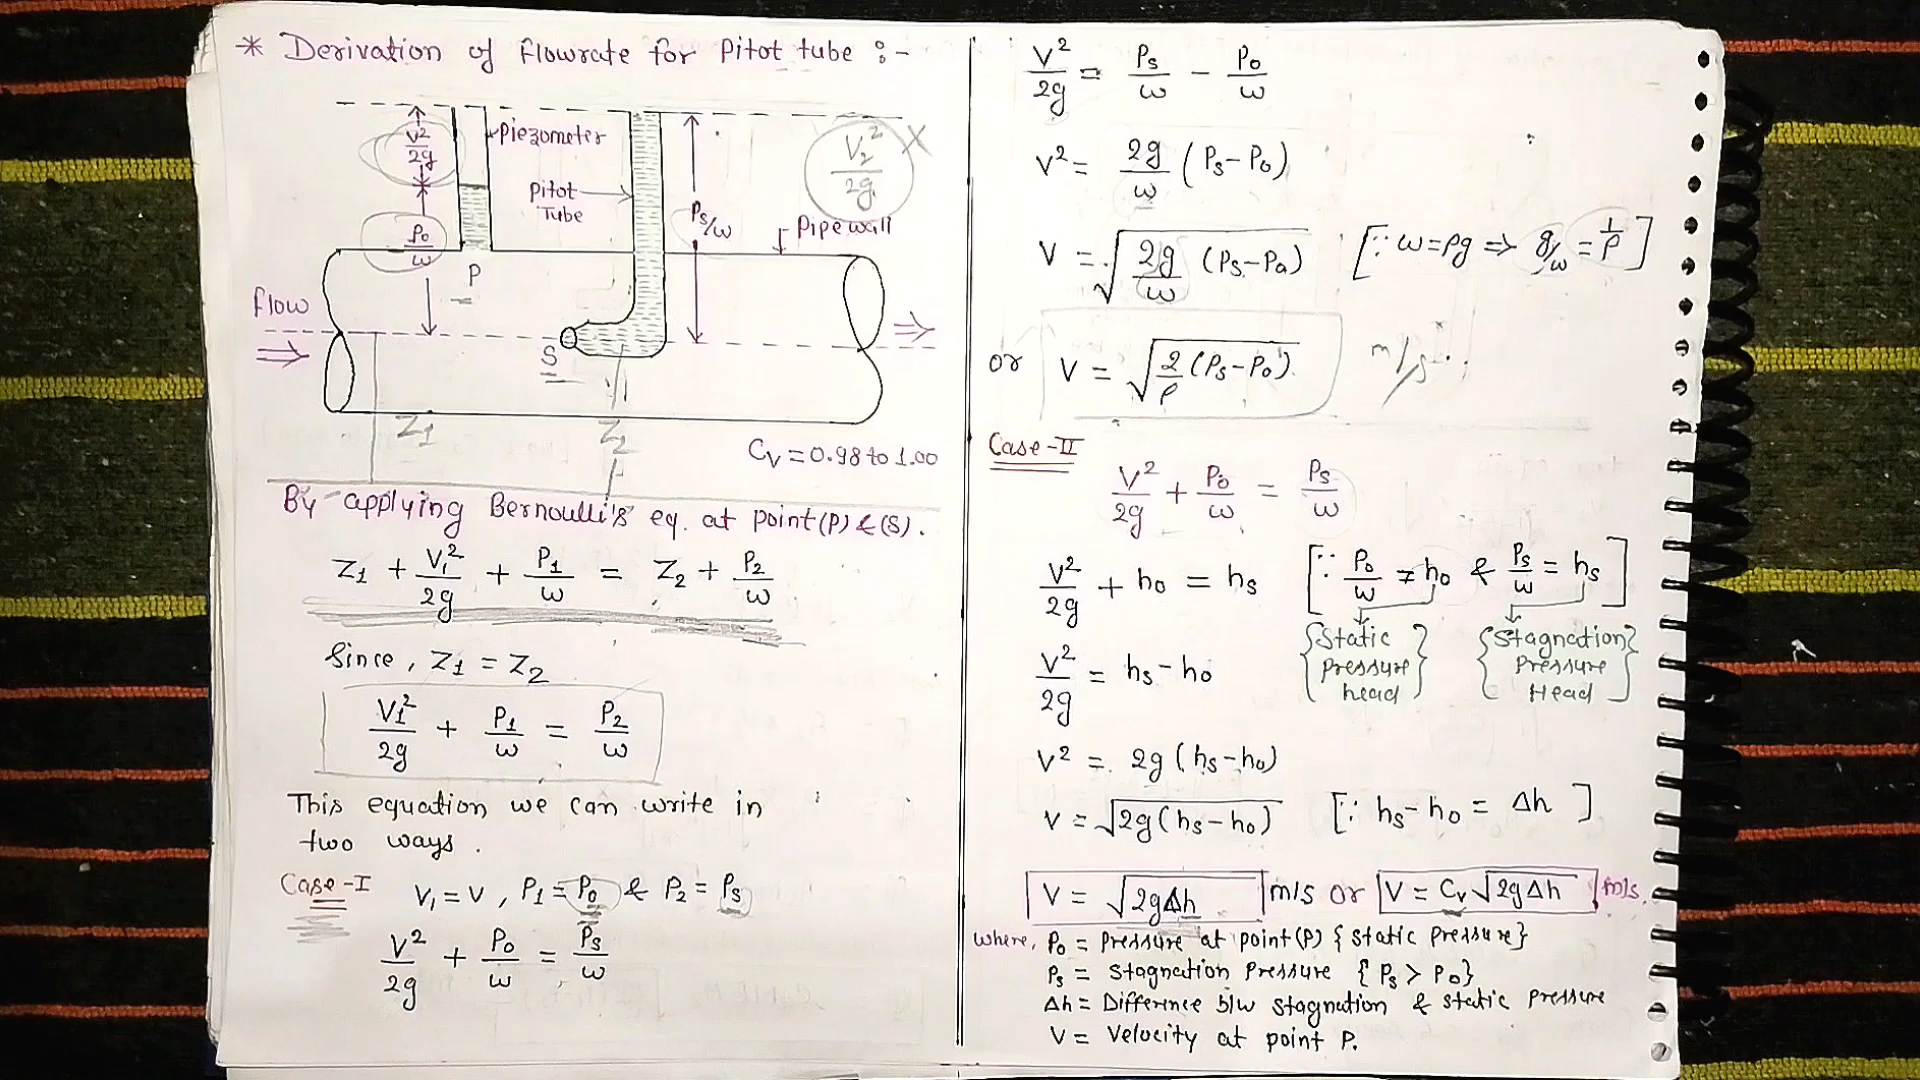 * Derivation of flowrate for Pitot tube :-
V²/2g
Piezometer
V₂²/2g X
Pitot Tube
Ps/w
Pipe wall
Po/w
P
flow
S
Z1
Z2
Cv = 0.98 to 1.00
By applying Bernoulli's eq. at point (P) & (S).
Z1 + V1²/2g + P1/w = Z2 + P2/w
Since, Z1 = Z2
V1²/2g + P1/w = P2/w
This equation we can write in
two ways.
Case-I V1 = V, P1 = Po & P2 = Ps
V²/2g + Po/w = Ps/w
V²/2g = Ps/w - Po/w
V² = 2g/w (Ps-Po)
V = √(2g/w (Ps-Pa)) [∵ w=ρg => g/w = 1/ρ]
or V = √(2/ρ (Ps-Po)) m/s
Case-II
V²/2g + Po/w = Ps/w
V²/2g + ho = hs [∵ Po/w = ho & Ps/w = hs]
{Static pressure head} {Stagnation Pressure Head}
V²/2g = hs - ho
V² = 2g (hs-ho)
V = √2g(hs-ho) [∵ hs-ho = Δh]
V = √2gΔh m/s or V = Cv √2gΔh m/s.
where, Po = Pressure at point (P) {Static Pressure}
Ps = Stagnation Pressure {Ps > Po}
Δh = Difference b/w stagnation & static pressure
V = Velocity at point P.